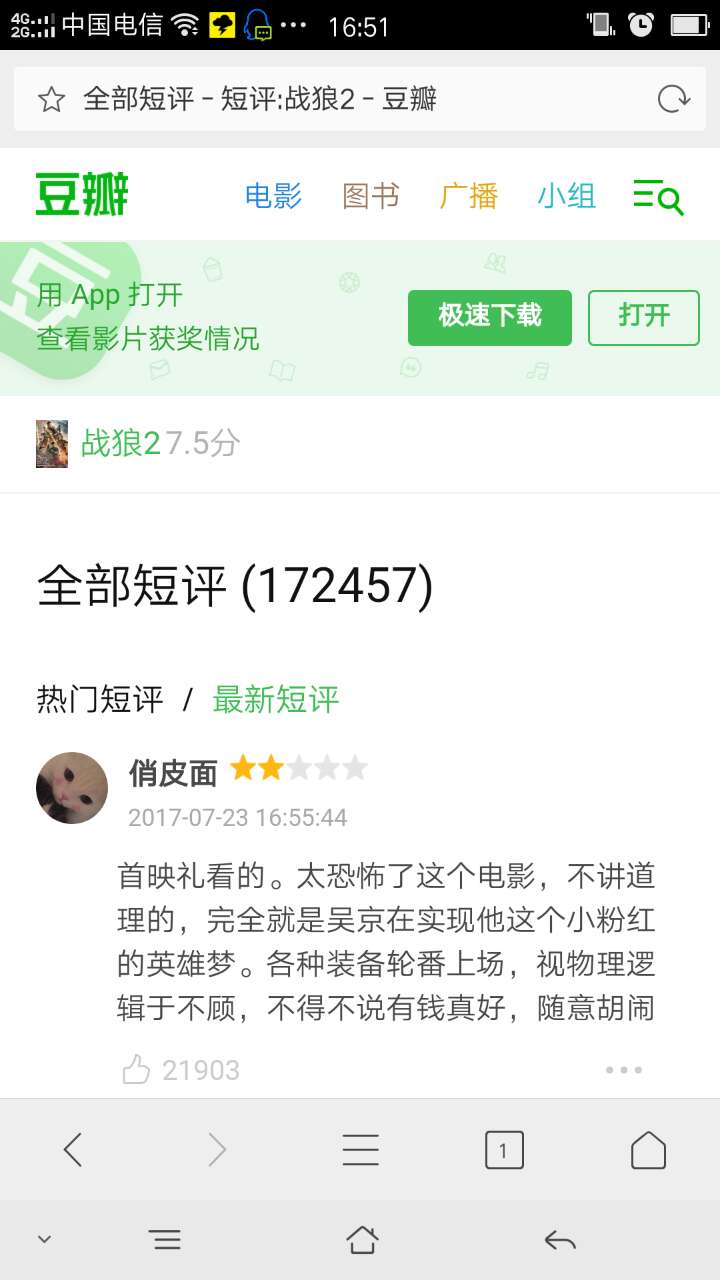 4G 2G 中国电信 16:51
全部短评 - 短评:战狼2 - 豆瓣
豆瓣 电影 图书 广播 小组
用 App 打开
查看影片获奖情况
极速下载 打开
战狼2 7.5分
全部短评 (172457)
热门短评 / 最新短评
俏皮面
2017-07-23 16:55:44
首映礼看的。太恐怖了这个电影，不讲道
理的，完全就是吴京在实现他这个小粉红
的英雄梦。各种装备轮番上场，视物理逻
辑于不顾，不得不说有钱真好，随意胡闹
21903
1